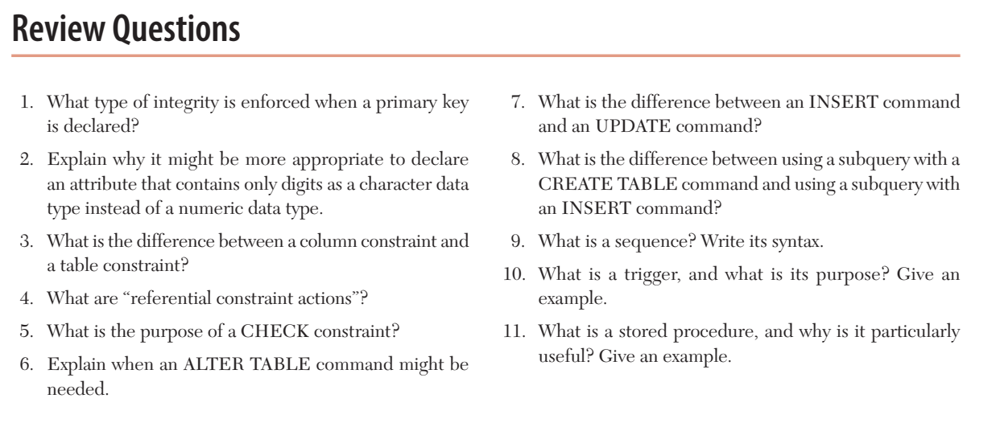 Review Questions
1. What type of integrity is enforced when a primary key
is declared?
2. Explain why it might be more appropriate to declare
an attribute that contains only digits as a character data
type instead of a numeric data type.
3. What is the difference between a column constraint and
a table constraint?
4. What are “referential constraint actions”?
5. What is the purpose of a CHECK constraint?
6. Explain when an ALTER TABLE command might be
needed.
7. What is the difference between an INSERT command
and an UPDATE command?
8. What is the difference between using a subquery with a
CREATE TABLE command and using a subquery with
an INSERT command?
9. What is a sequence? Write its syntax.
10. What is a trigger, and what is its purpose? Give an
example.
11. What is a stored procedure, and why is it particularly
useful? Give an example.